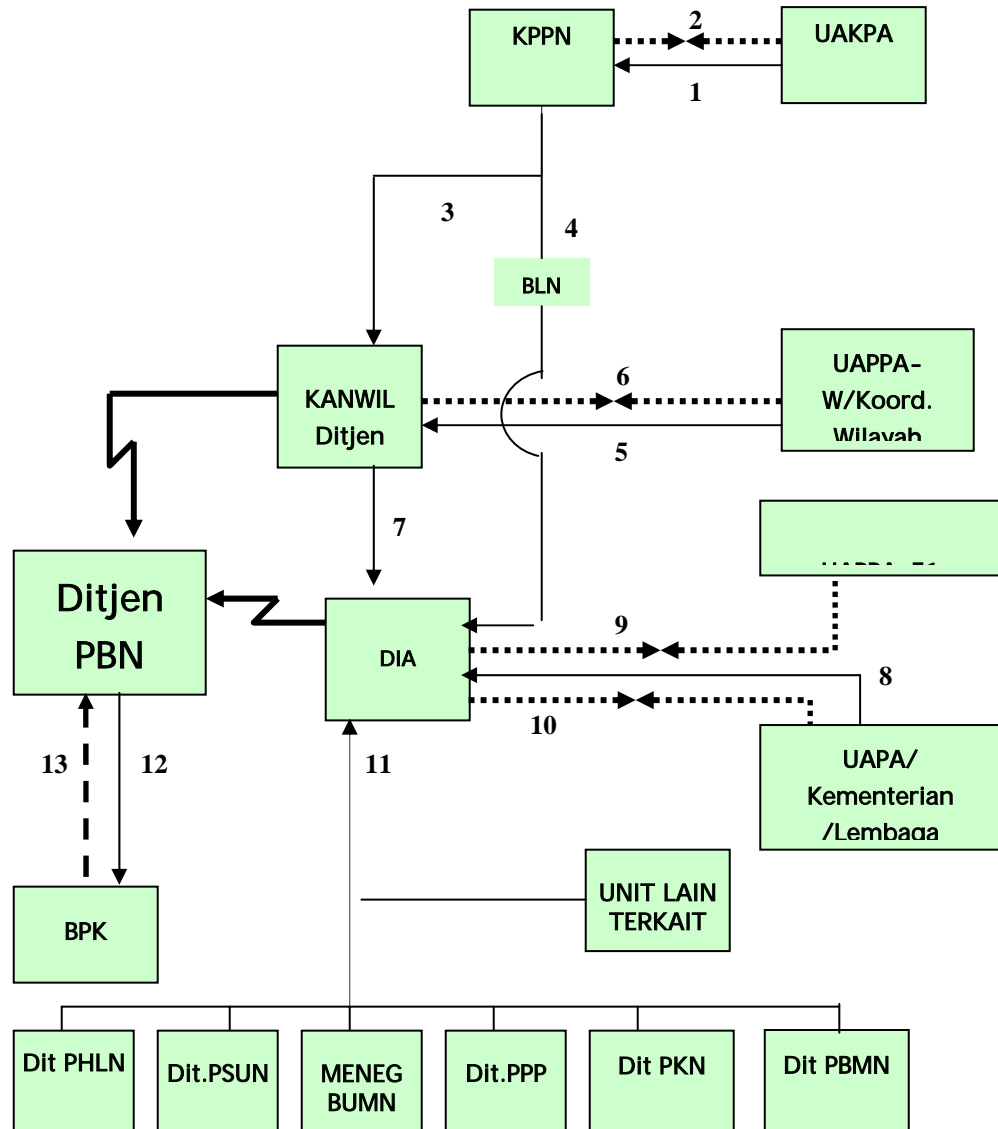 KPPN
2
UAKPA
1
3
4
BLN
KANWIL
Ditjen
6
5
UAPPA-
W/Koord.
Wilayah
7
Ditjen
PBN
DIA
9
8
10
UAPA/
Kementerian
/Lembaga
13
12
11
BPK
UNIT LAIN
TERKAIT
Dit PHLN
Dit.PSUN
MENEG
BUMN
Dit.PPP
Dit PKN
Dit PBMN